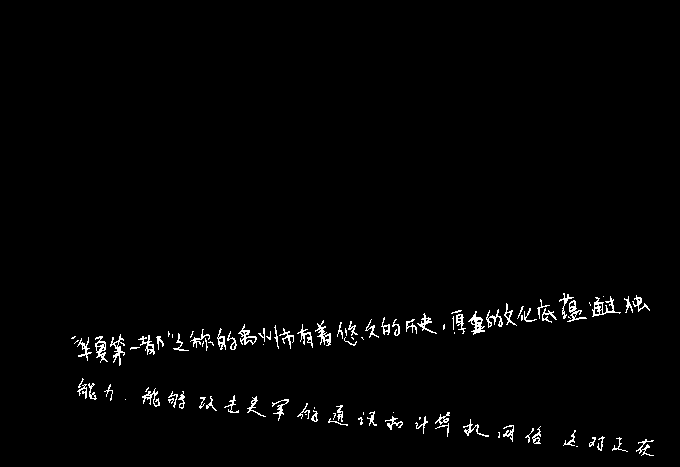 “华夏第一都”之称的禹州市有着悠久的历史，厚重的文化底蕴通过独
能力．能够攻击美军的通讯和计算机网络 这对正在